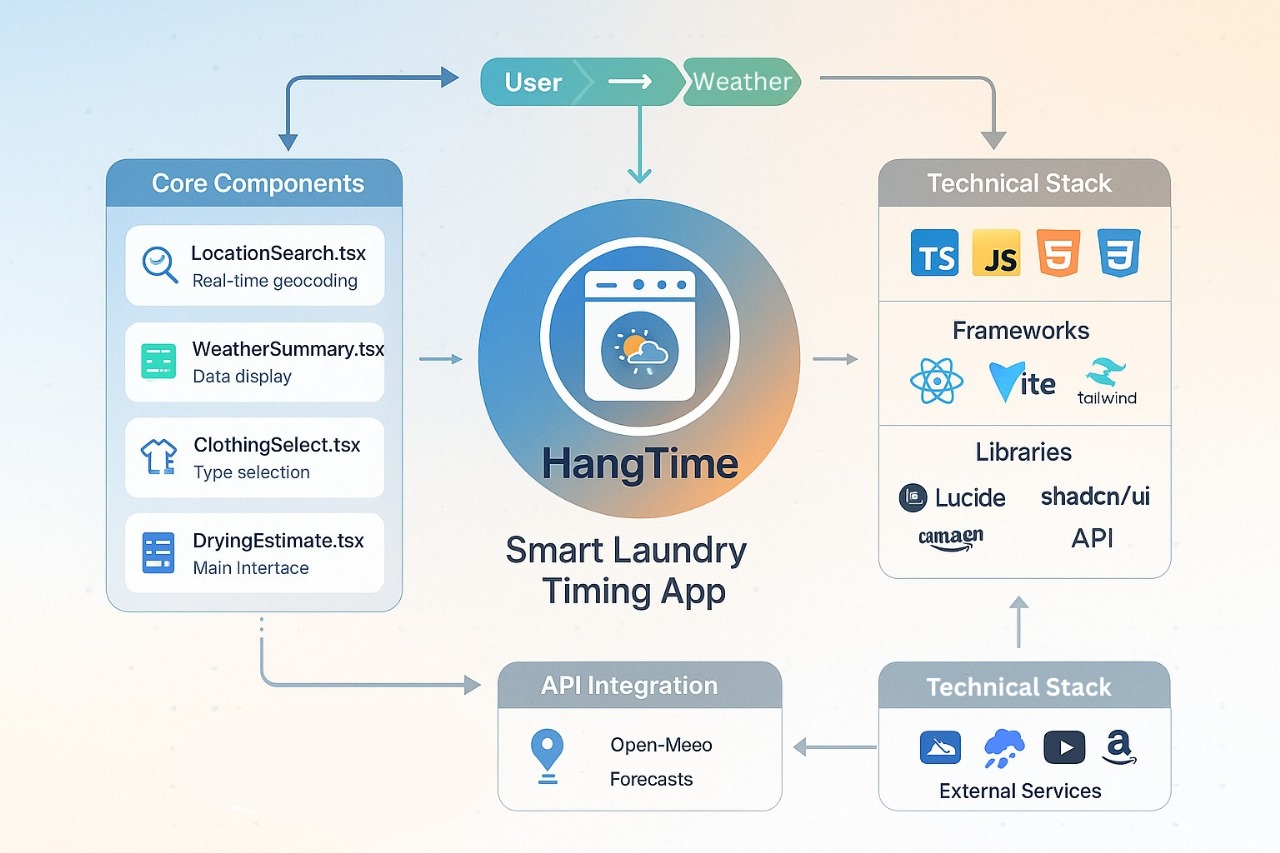 User
Weather
Core Components
LocationSearch.tsx
Real-time geocoding
WeatherSummary.tsx
Data display
ClothingSelect.tsx
Type selection
DryingEstimate.tsx
Main Intertace
HangTime
Smart Laundry
Timing App
Technical Stack
TS
JS
5
3
Frameworks
Vite
tailwind
Libraries
Lucide
shadcn/ui
API
API Integration
Open-Meeo
Forecasts
Technical Stack
a
External Services